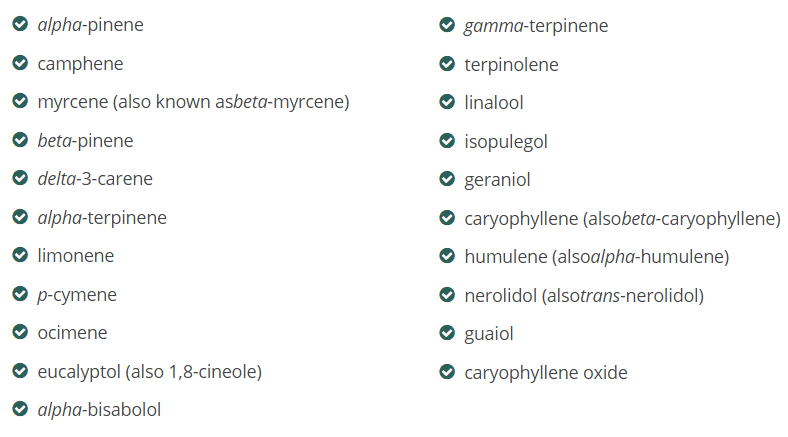 alpha-pinene
camphene
myrcene (also known asbeta-myrcene)
beta-pinene
delta-3-carene
alpha-terpinene
limonene
p-cymene
ocimene
eucalyptol (also 1,8-cineole)
alpha-bisabolol
gamma-terpinene
terpinolene
linalool
isopulegol
geraniol
caryophyllene (alsobeta-caryophyllene)
humulene (alsoalpha-humulene)
nerolidol (alsotrans-nerolidol)
guaiol
caryophyllene oxide